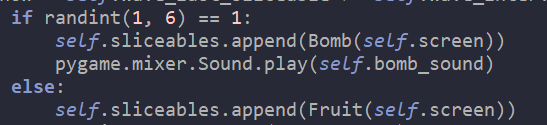 if randint(1, 6) == 1:
self.sliceables.append(Bomb(self.screen))
pygame.mixer.Sound.play(self.bomb_sound)
else:
self.sliceables.append(Fruit(self.screen))